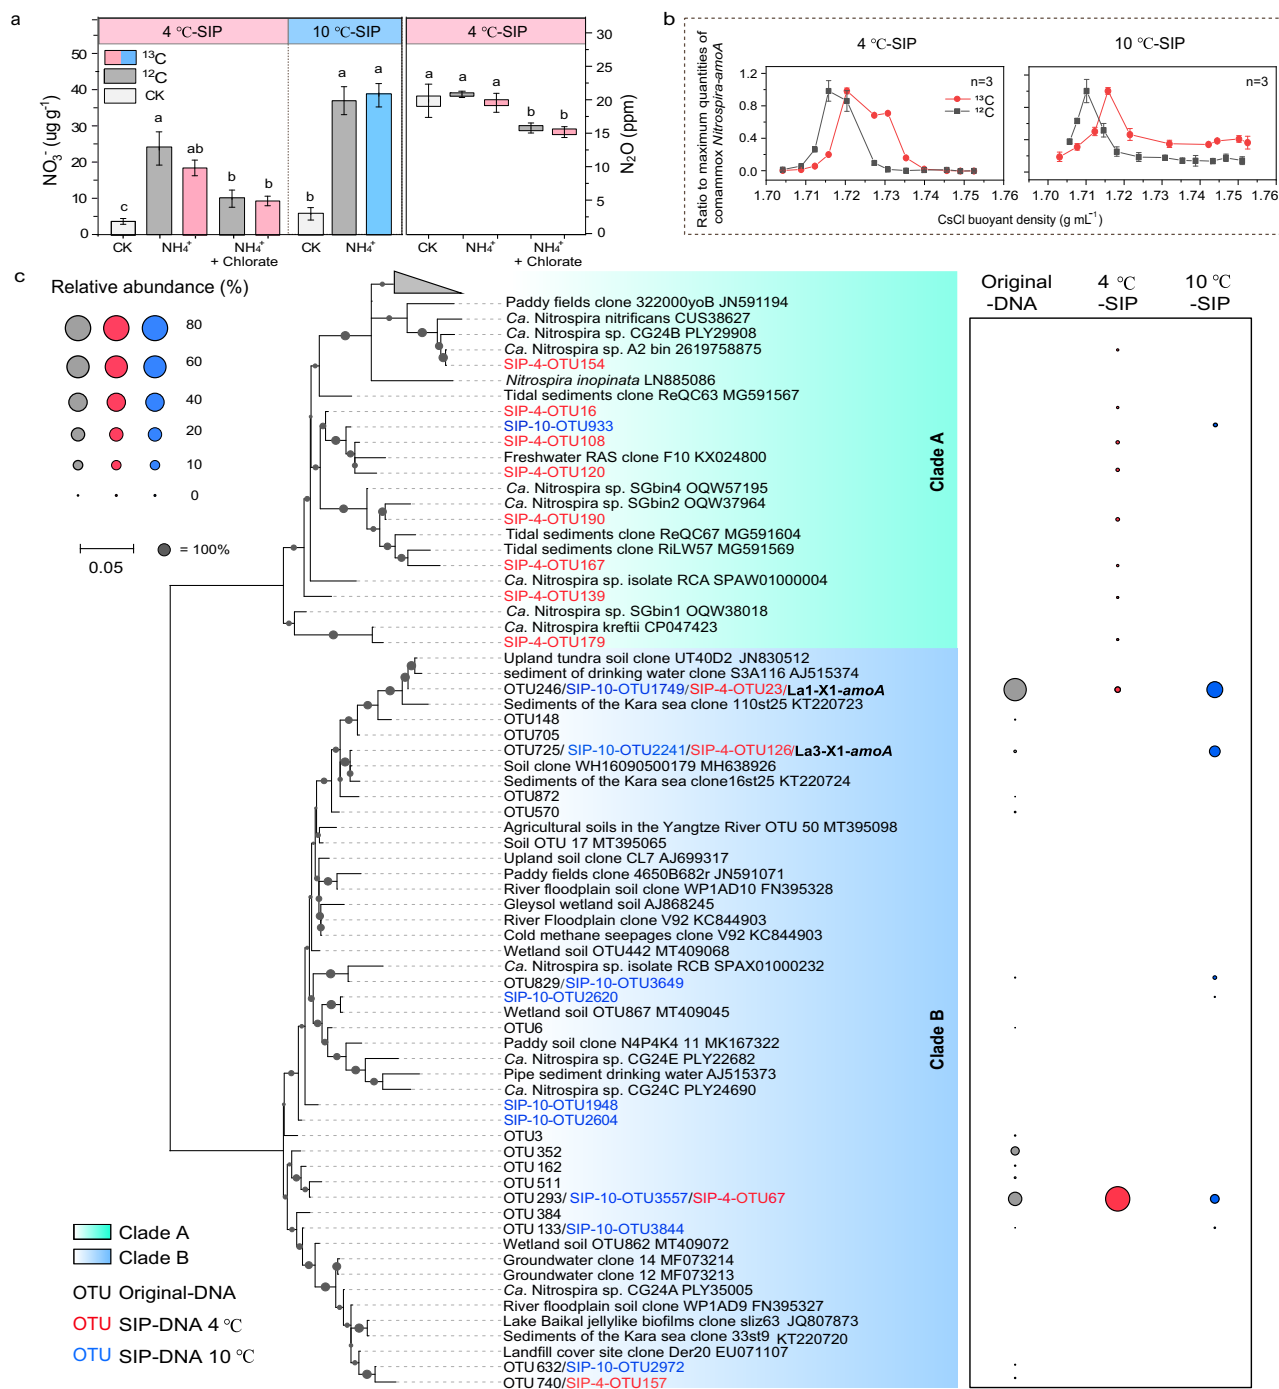 a
4 ℃-SIP
10 ℃-SIP
4 ℃-SIP
NO₃⁻ (ug g⁻¹)
50
40
30
20
10
0
¹³C
¹²C
CK
c
a
ab
b
b
b
a
a
a
a
a
b
b
CK
NH₄⁺
NH₄⁺
+ Chlorate
CK
NH₄⁺
CK
NH₄⁺
NH₄⁺
+ Chlorate
30
25
20
15
10
5
0
N₂O (ppm)
b
4 ℃-SIP
10 ℃-SIP
Ratio to maximum quantities of
comammox Nitrospira-amoA
1.2
0.8
0.4
0.0
n=3
¹³C
¹²C
n=3
1.70 1.71 1.72 1.73 1.74 1.75 1.76
1.70 1.71 1.72 1.73 1.74 1.75 1.76
CsCl buoyant density (g mL⁻¹)
c
Relative abundance (%)
80
60
40
20
10
0
0.05
= 100%
Original
-DNA
4 ℃
-SIP
10 ℃
-SIP
Paddy fields clone 322000yoB JN591194
Ca. Nitrospira nitrificans CUS38627
Ca. Nitrospira sp. CG24B PLY29908
Ca. Nitrospira sp. A2 bin 2619758875
SIP-4-OTU154
Nitrospira inopinata LN885086
Tidal sediments clone ReQC63 MG591567
SIP-4-OTU16
SIP-10-OTU933
SIP-4-OTU108
Freshwater RAS clone F10 KX024800
SIP-4-OTU120
Ca. Nitrospira sp. SGbin4 OQW57195
Ca. Nitrospira sp. SGbin2 OQW37964
SIP-4-OTU190
Tidal sediments clone ReQC67 MG591604
Tidal sediments clone RiLW57 MG591569
SIP-4-OTU167
Ca. Nitrospira sp. isolate RCA SPAW01000004
SIP-4-OTU139
Ca. Nitrospira sp. SGbin1 OQW38018
Ca. Nitrospira kreftii CP047423
SIP-4-OTU179
Clade A
Upland tundra soil clone UT40D2 JN830512
sediment of drinking water clone S3A116 AJ515374
OTU246/SIP-10-OTU1749/SIP-4-OTU23/La1-X1-amoA
Sediments of the Kara sea clone 110st25 KT220723
OTU148
OTU705
OTU725/ SIP-10-OTU2241/SIP-4-OTU126/La3-X1-amoA
Soil clone WH16090500179 MH638926
Sediments of the Kara sea clone16st25 KT220724
OTU872
OTU570
Agricultural soils in the Yangtze River OTU 50 MT395098
Soil OTU 17 MT395065
Upland soil clone CL7 AJ699317
Paddy fields clone 4650B682r JN591071
River floodplain soil clone WP1AD10 FN395328
Gleysol wetland soil AJ868245
River Floodplain clone V92 KC844903
Cold methane seepages clone V92 KC844903
Wetland soil OTU442 MT409068
Ca. Nitrospira sp. isolate RCB SPAX01000232
OTU829/SIP-10-OTU3649
SIP-10-OTU2620
Wetland soil OTU867 MT409045
OTU6
Paddy soil clone N4P4K4 11 MK167322
Ca. Nitrospira sp. CG24E PLY22682
Pipe sediment drinking water AJ515373
Ca. Nitrospira sp. CG24C PLY24690
SIP-10-OTU1948
SIP-10-OTU2604
OTU3
OTU352
OTU162
OTU511
OTU293/ SIP-10-OTU3557/SIP-4-OTU67
OTU384
OTU133/SIP-10-OTU3844
Wetland soil OTU862 MT409072
Groundwater clone 14 MF073214
Groundwater clone 12 MF073213
Ca. Nitrospira sp. CG24A PLY35005
River floodplain soil clone WP1AD9 FN395327
Lake Baikal jellylike biofilms clone sliz63 JQ807873
Sediments of the Kara sea clone 33st9 KT220720
Landfill cover site clone Der20 EU071107
OTU632/SIP-10-OTU2972
OTU740/SIP-4-OTU157
Clade B
Clade A
Clade B
OTU Original-DNA
OTU SIP-DNA 4 ℃
OTU SIP-DNA 10 ℃